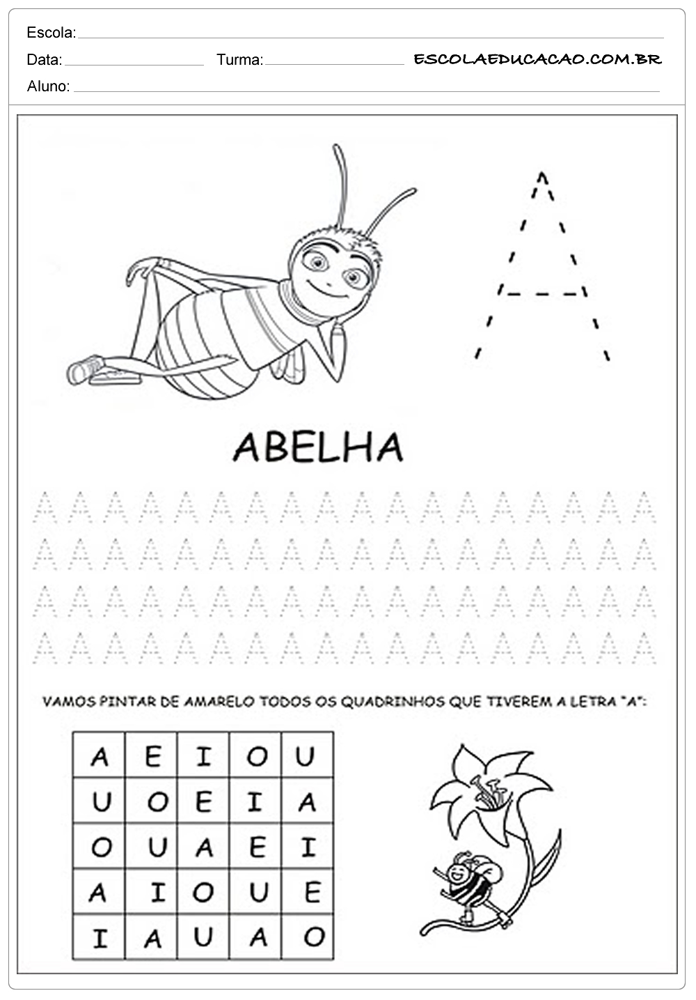 Escola:
Data: Turma: ESCOLAEDUCACAO.COM.BR
Aluno:
A
ABELHA
A A A A A A A A A A A A A A A A A A
A A A A A A A A A A A A A A A A A A
A A A A A A A A A A A A A A A A A A
A A A A A A A A A A A A A A A A A A
VAMOS PINTAR DE AMARELO TODOS OS QUADRINHOS QUE TIVEREM A LETRA "A":
A E I O U
U O E I A
O U A E I
A I O U E
I A U A O